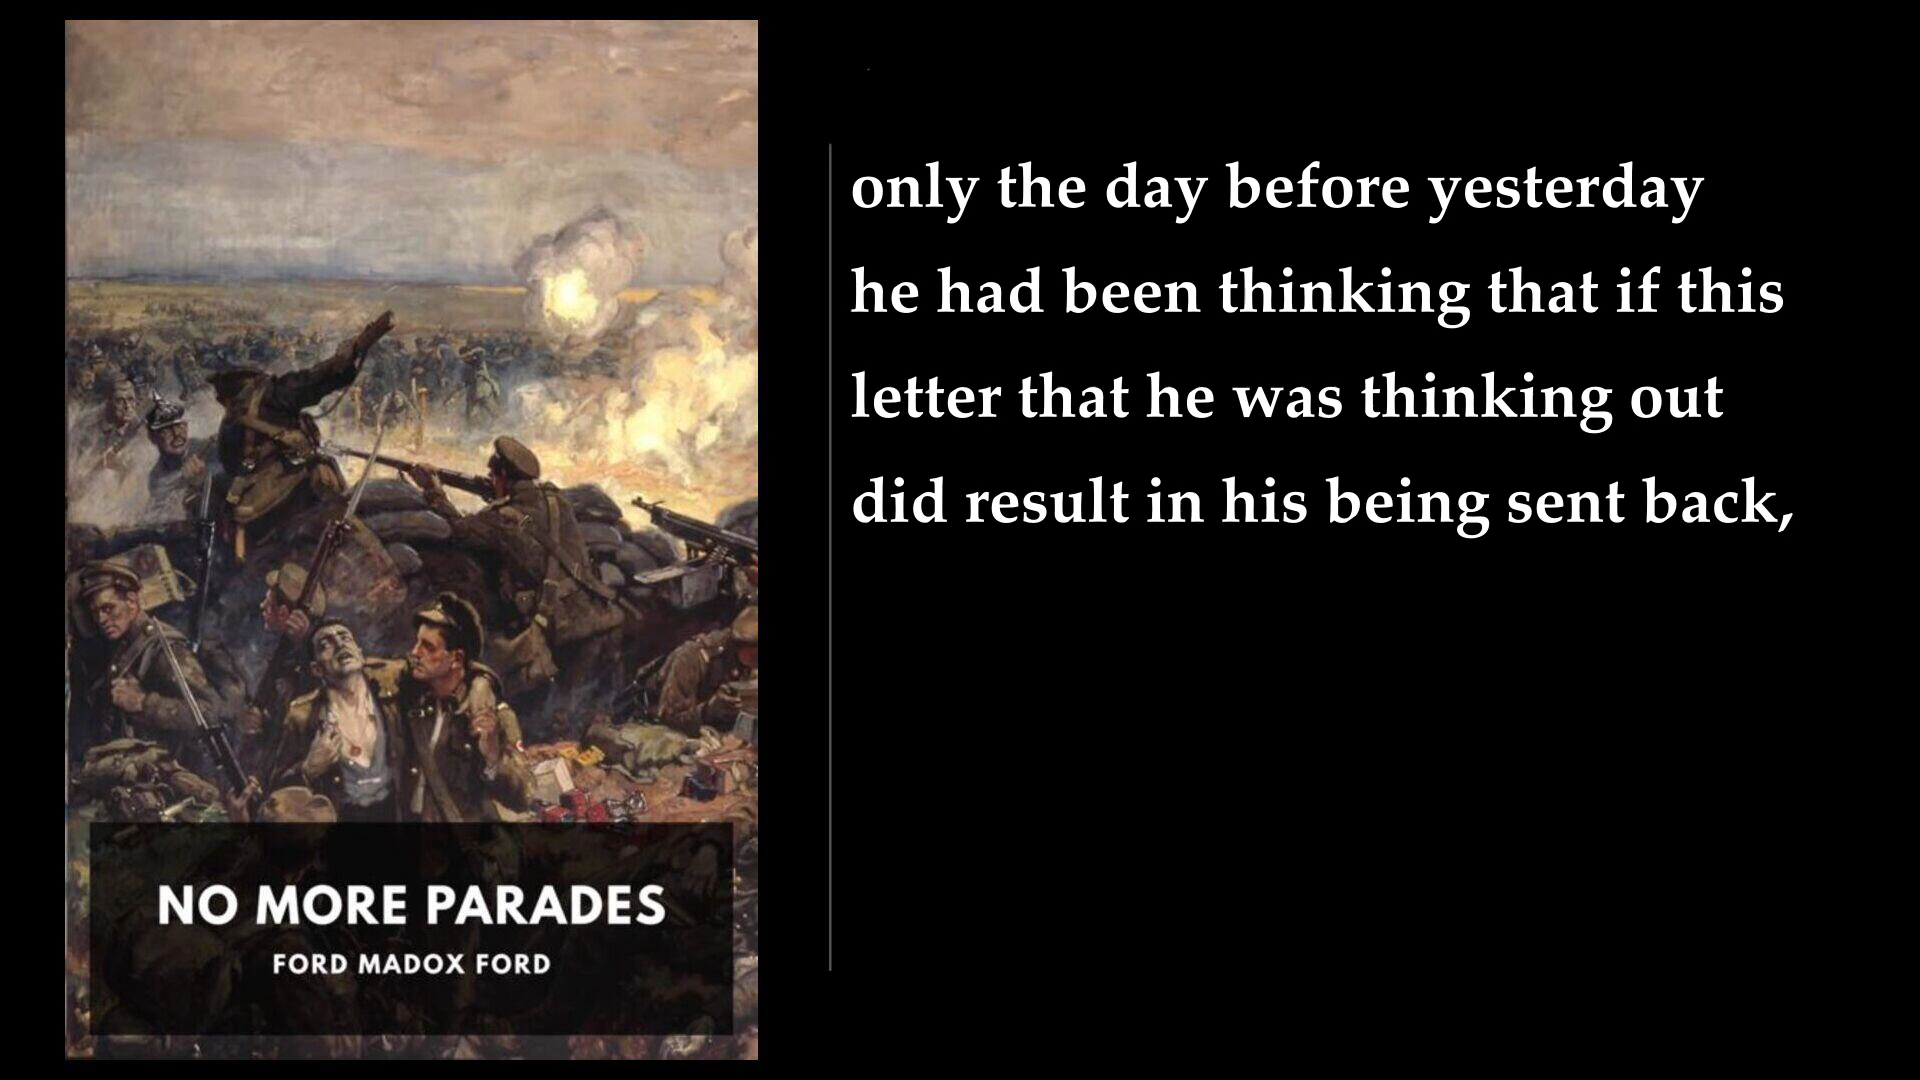 only the day before yesterday
he had been thinking that if this
letter that he was thinking out
did result in his being sent back,
NO MORE PARADES
FORD MADOX FORD